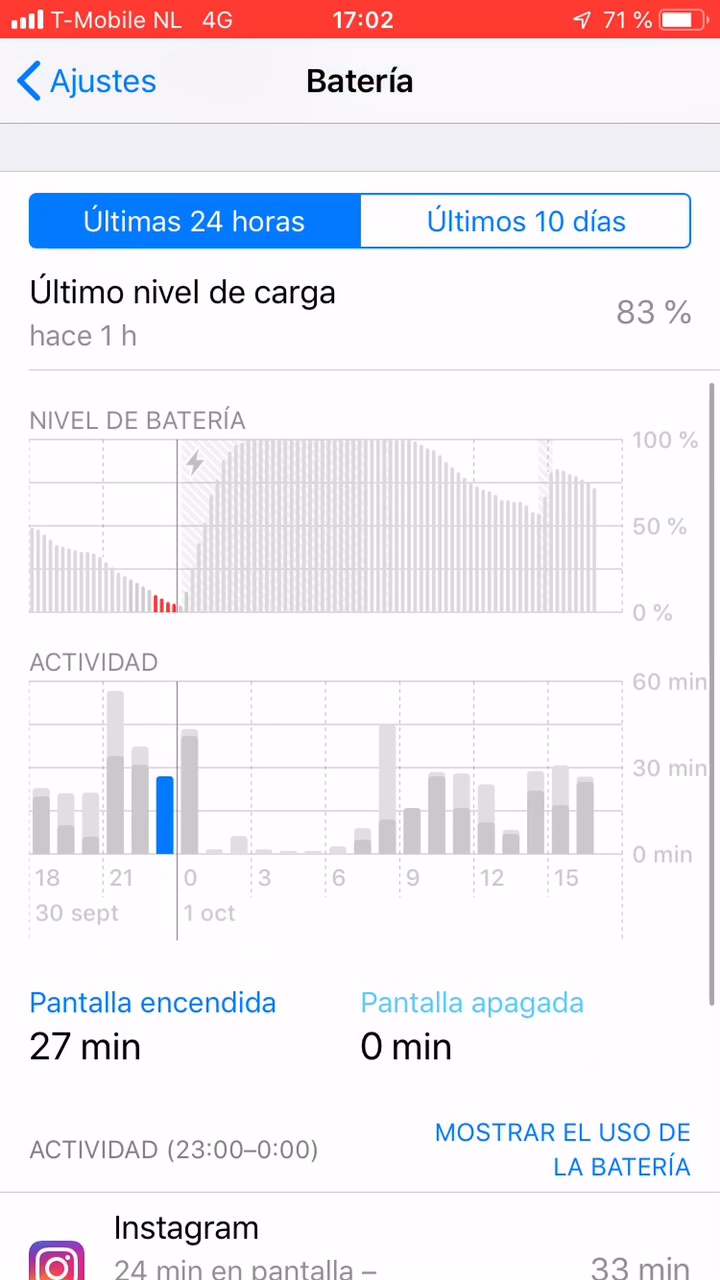 T-Mobile NL 4G 17:02 71 %
Ajustes Batería
Últimas 24 horas Últimos 10 días
Último nivel de carga
hace 1 h
83 %
NIVEL DE BATERÍA
100 %
50 %
0 %
ACTIVIDAD
60 min
30 min
0 min
18 21 0 3 6 9 12 15
30 sept 1 oct
Pantalla encendida Pantalla apagada
27 min 0 min
ACTIVIDAD (23:00–0:00)
MOSTRAR EL USO DE
LA BATERÍA
Instagram
24 min en pantalla –
33 min